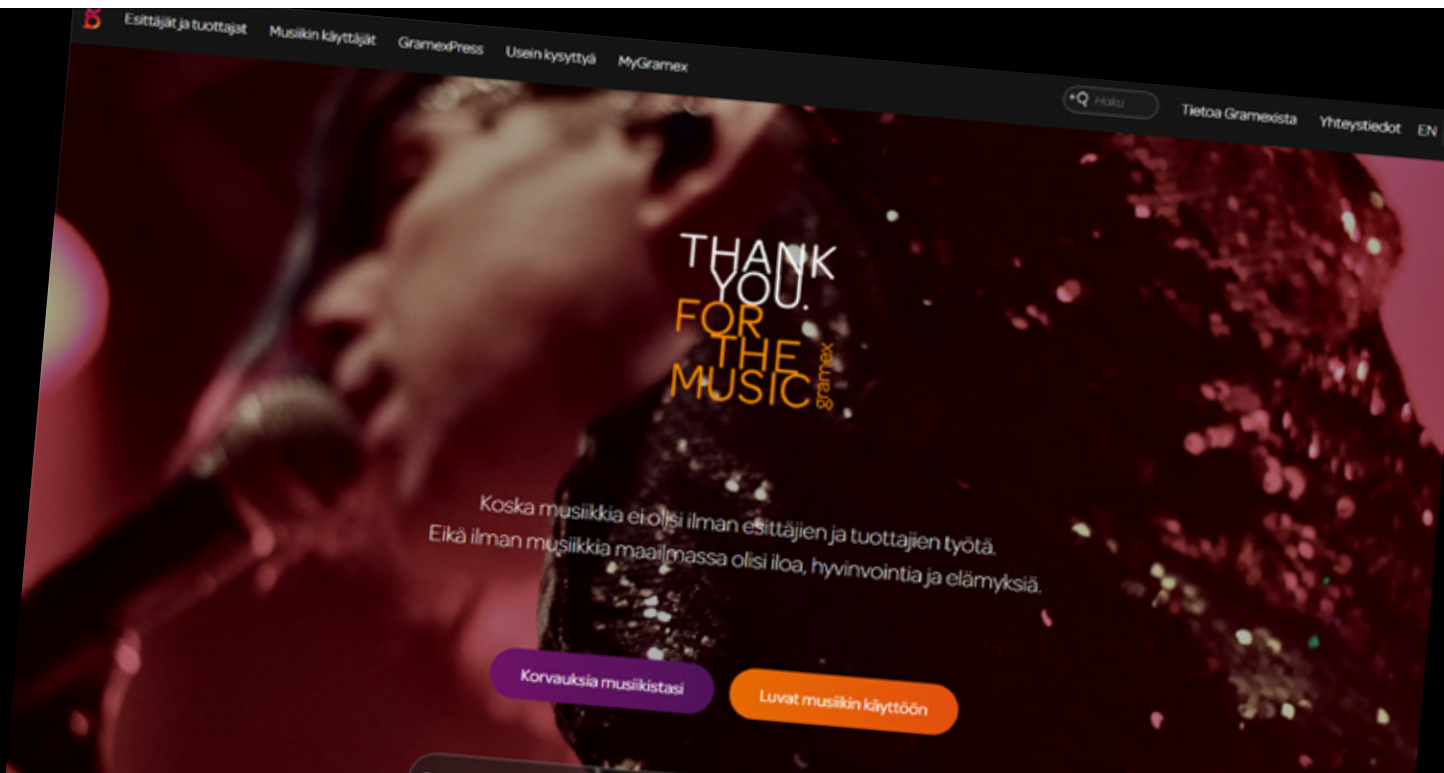 Esittäjät ja tuottajat
Musiikin käyttäjät
GramexPress
Usein kysyttyä
MyGramex
Haku
Tietoa Gramexista
Yhteystiedot
EN
THANK
YOU.
FOR
THE
MUSIC
gramex
Koska musiikkia ei olisi ilman esittäjien ja tuottajien työtä.
Eikä ilman musiikkia maailmassa olisi iloa, hyvinvointia ja elämyksiä.
Korvauksia musiikistasi
Luvat musiikin käyttöön